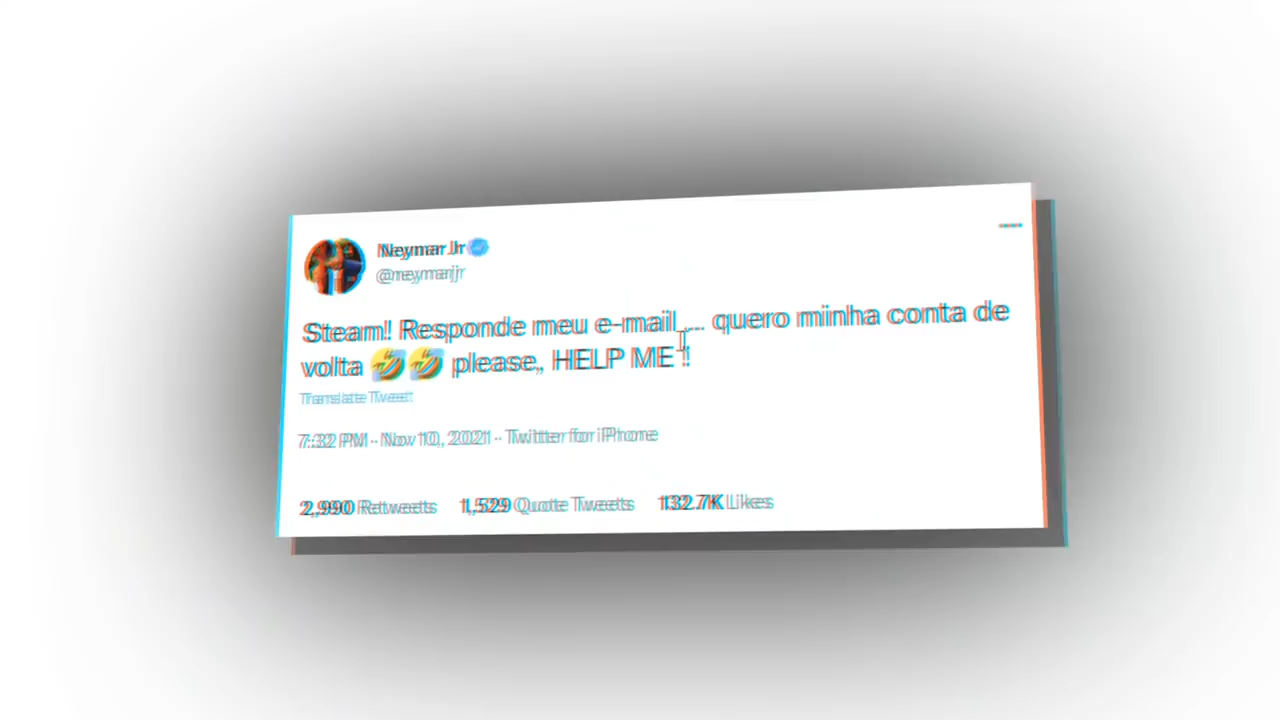 Neymar Jr
@neymarjr
Steam! Responde meu e-mail .... quero minha conta de
volta 🤣🤣 please, HELP ME !!
Translate Tweet
7:32 PM · Nov 10, 2021 · Twitter for iPhone
2,990 Retweets 1,529 Quote Tweets 132.7K Likes